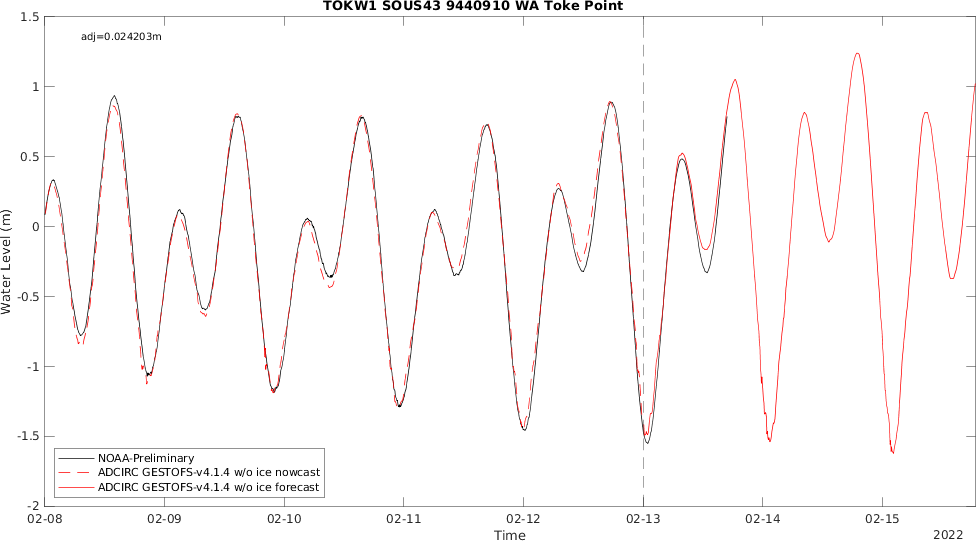 TOKW1 SOUS43 9440910 WA Toke Point
adj=0.024203m
1.5
1
0.5
0
-0.5
-1
-1.5
-2
Water Level (m)
NOAA-Preliminary
ADCIRC GESTOFS-v4.1.4 w/o ice nowcast
ADCIRC GESTOFS-v4.1.4 w/o ice forecast
02-08 02-09 02-10 02-11 02-12 02-13 02-14 02-15
Time
2022